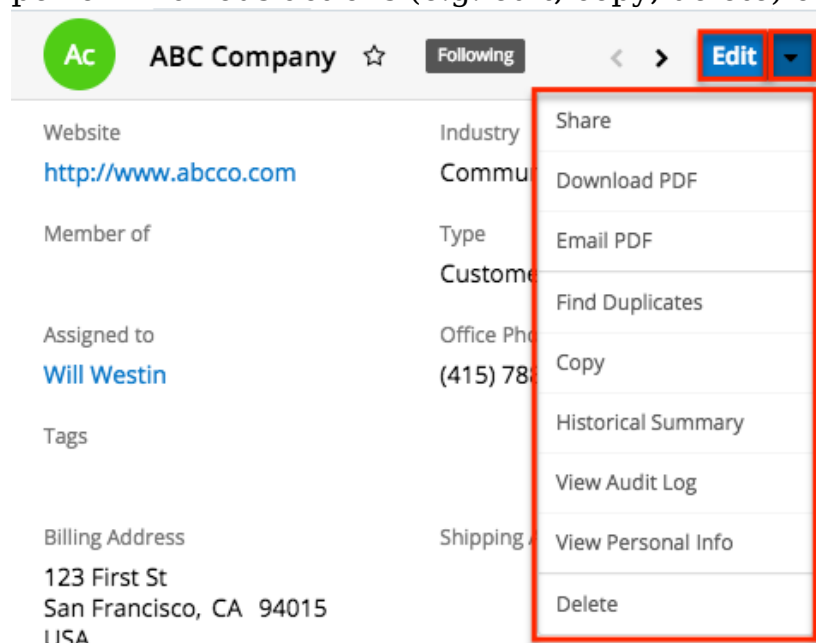 Ac ABC Company Following Edit
Website Industry Share
http://www.abcco.com Commu Download PDF
Member of Type Email PDF
Custome
Find Duplicates
Assigned to Office Pho
Will Westin (415) 78 Copy
Tags Historical Summary
View Audit Log
Billing Address Shipping View Personal Info
123 First St
San Francisco, CA 94015 Delete
USA